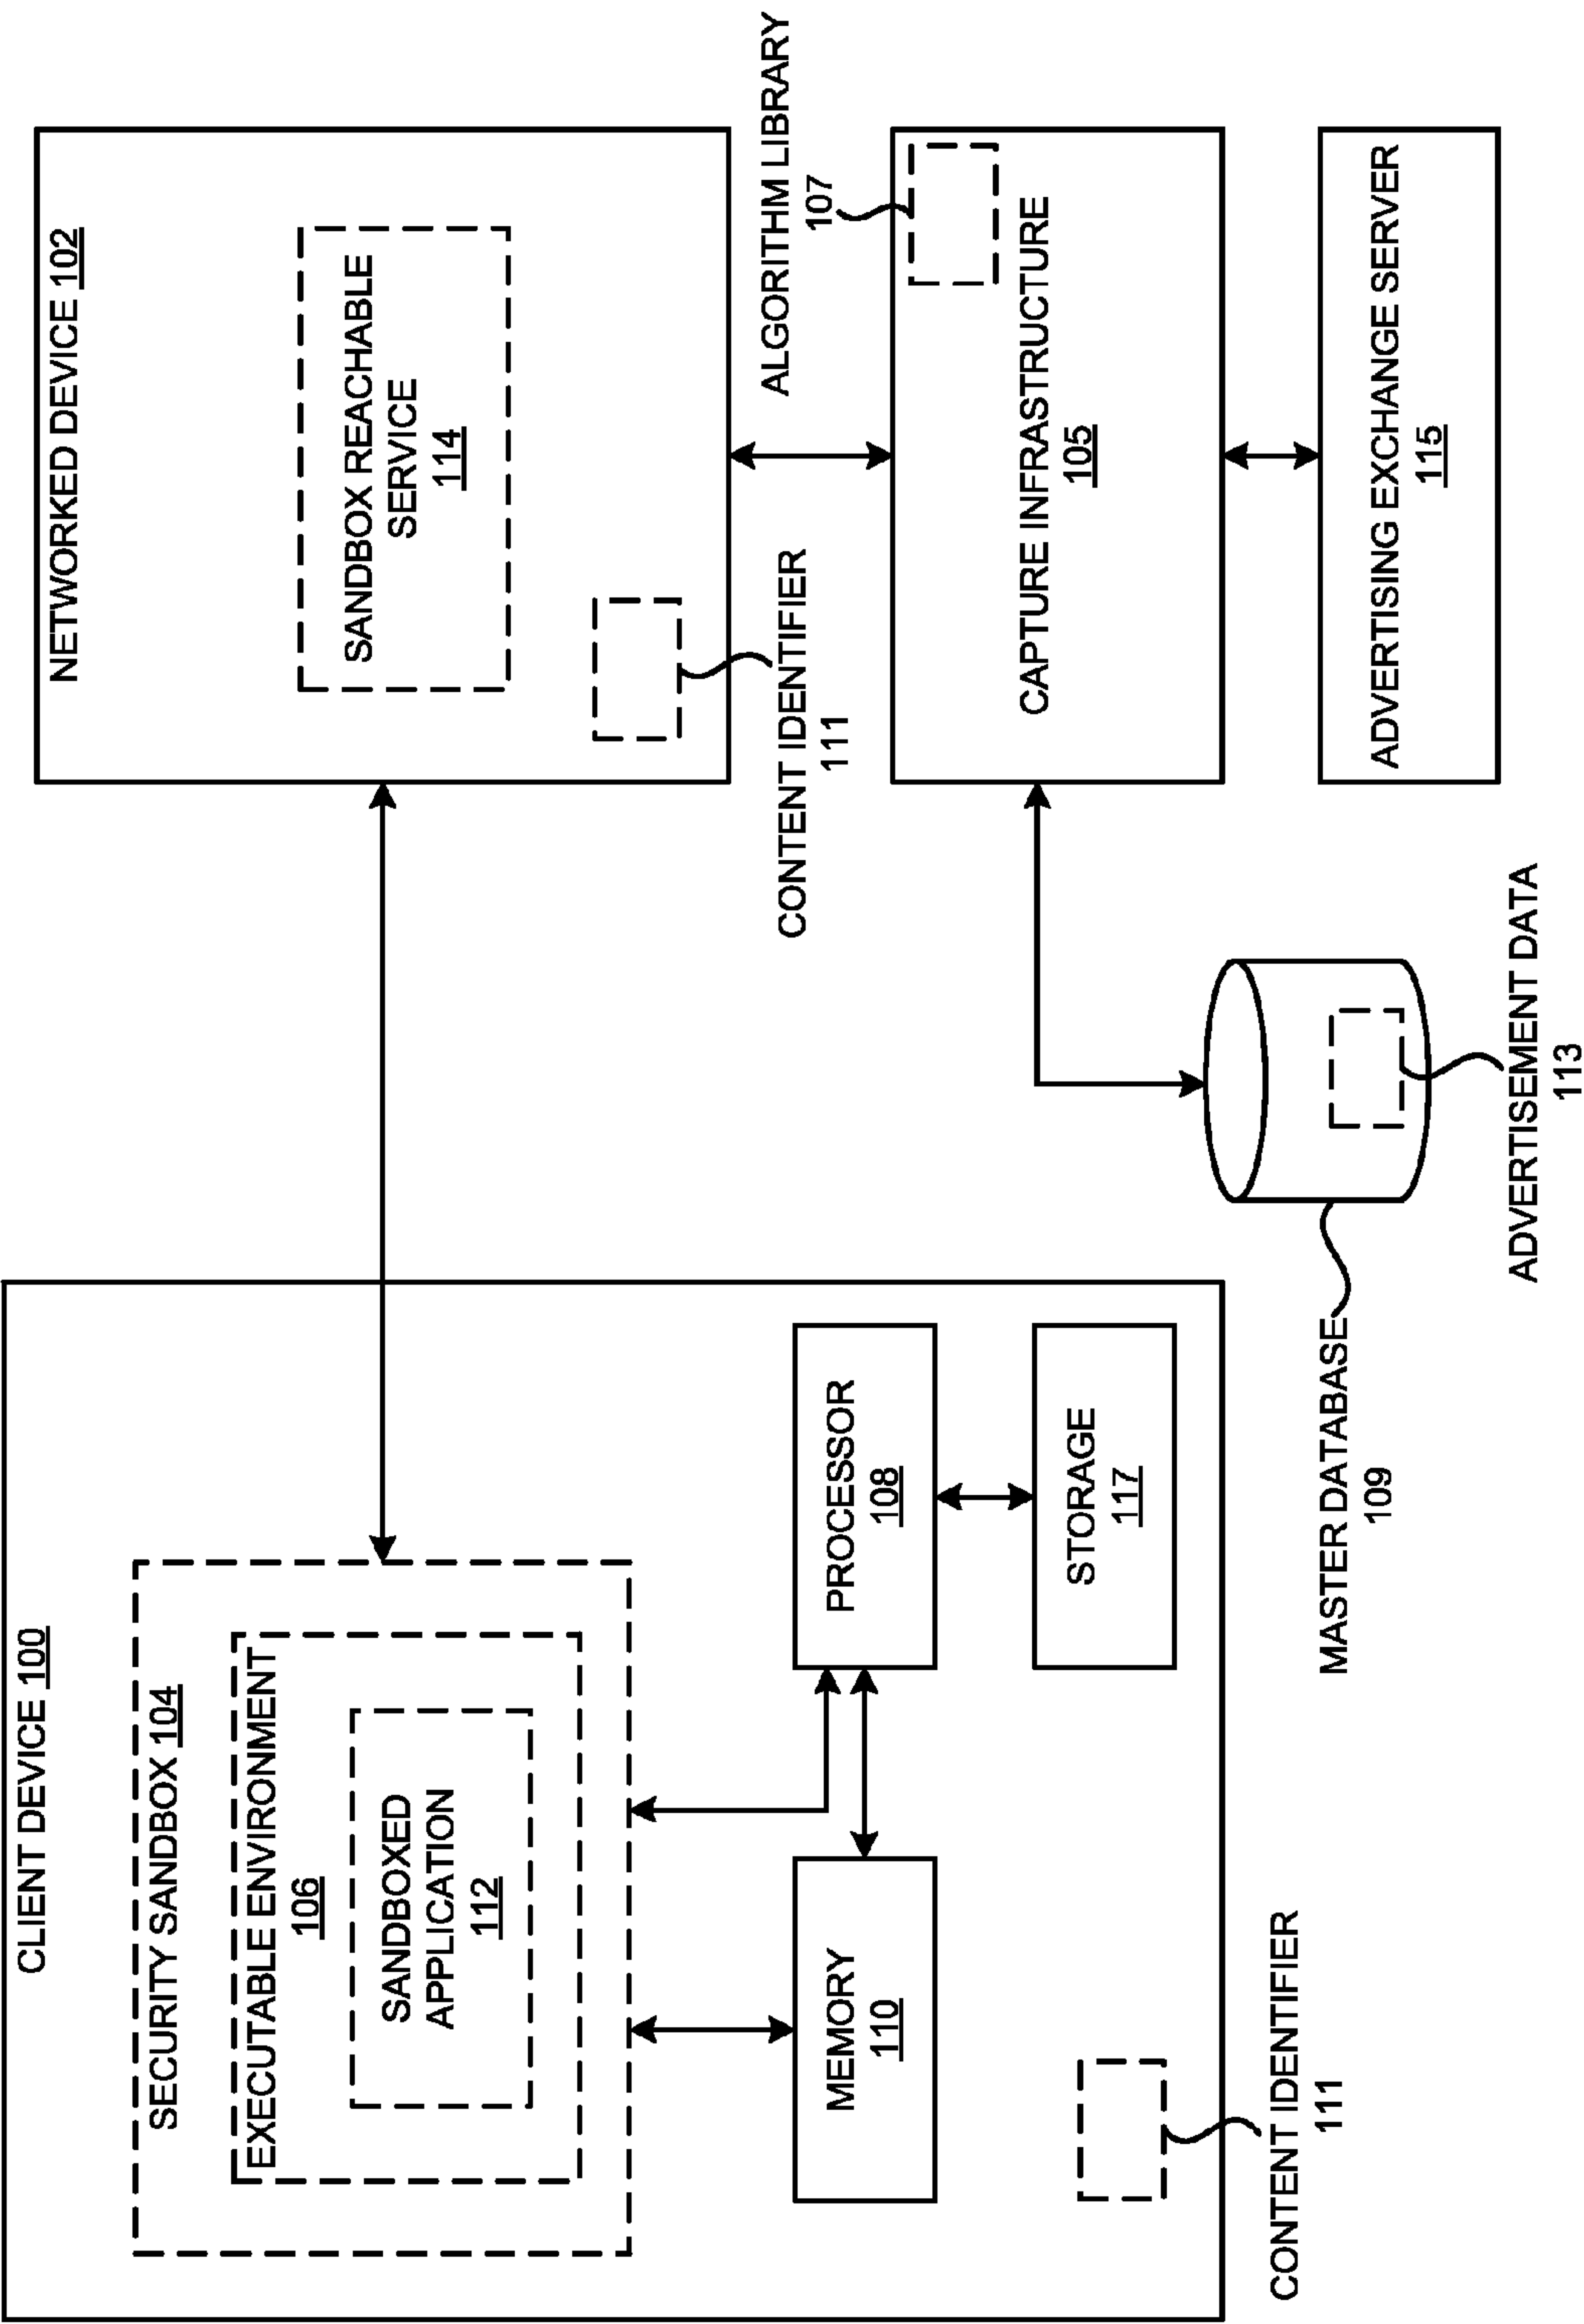 CLIENT DEVICE 100
SECURITY SANDBOX 104
EXECUTABLE ENVIRONMENT
106
SANDBOXED
APPLICATION
112
MEMORY
110
PROCESSOR
108
STORAGE
117
CONTENT IDENTIFIER
111
MASTER DATABASE
109
ADVERTISEMENT DATA
113
NETWORKED DEVICE 102
SANDBOX REACHABLE
SERVICE
114
CONTENT IDENTIFIER
111
ALGORITHM LIBRARY
107
CAPTURE INFRASTRUCTURE
105
ADVERTISING EXCHANGE SERVER
115